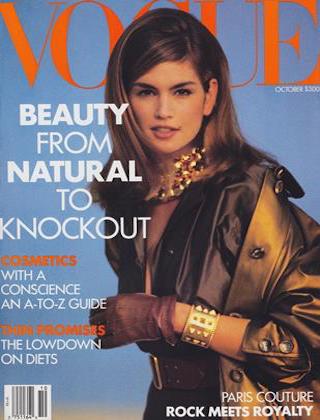 VOGUE
OCTOBER $3.00
BEAUTY
FROM
NATURAL
TO
KNOCKOUT
COSMETICS
WITH A
CONSCIENCE
AN A-TO-Z GUIDE
THIN PROMISES
THE LOWDOWN
ON DIETS
PARIS COUTURE
ROCK MEETS ROYALTY